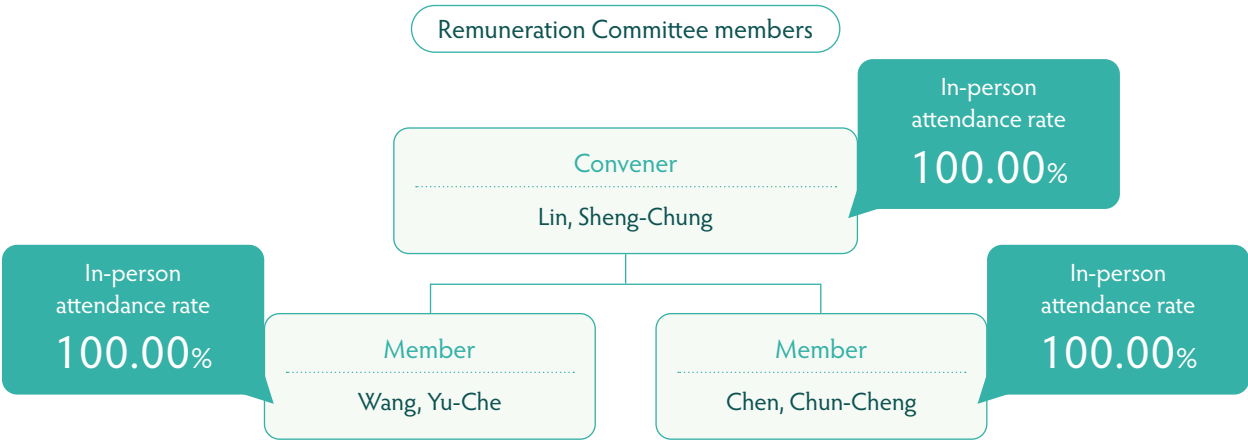 Remuneration Committee members
In-person
attendance rate
100.00%
Convener
Lin, Sheng-Chung
In-person
attendance rate
100.00%
Member
Wang, Yu-Che
In-person
attendance rate
100.00%
Member
Chen, Chun-Cheng